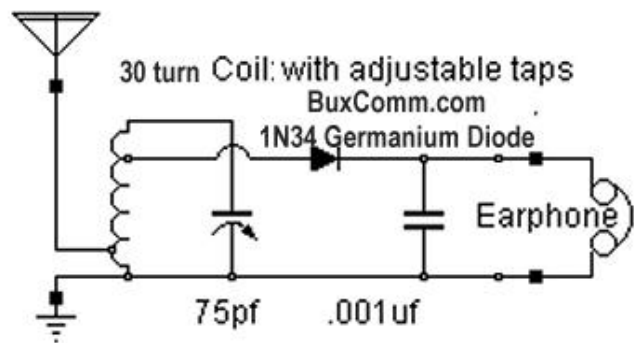 30 turn Coil: with adjustable taps
BuxComm.com
1N34 Germanium Diode
Earphone
75pf .001uf